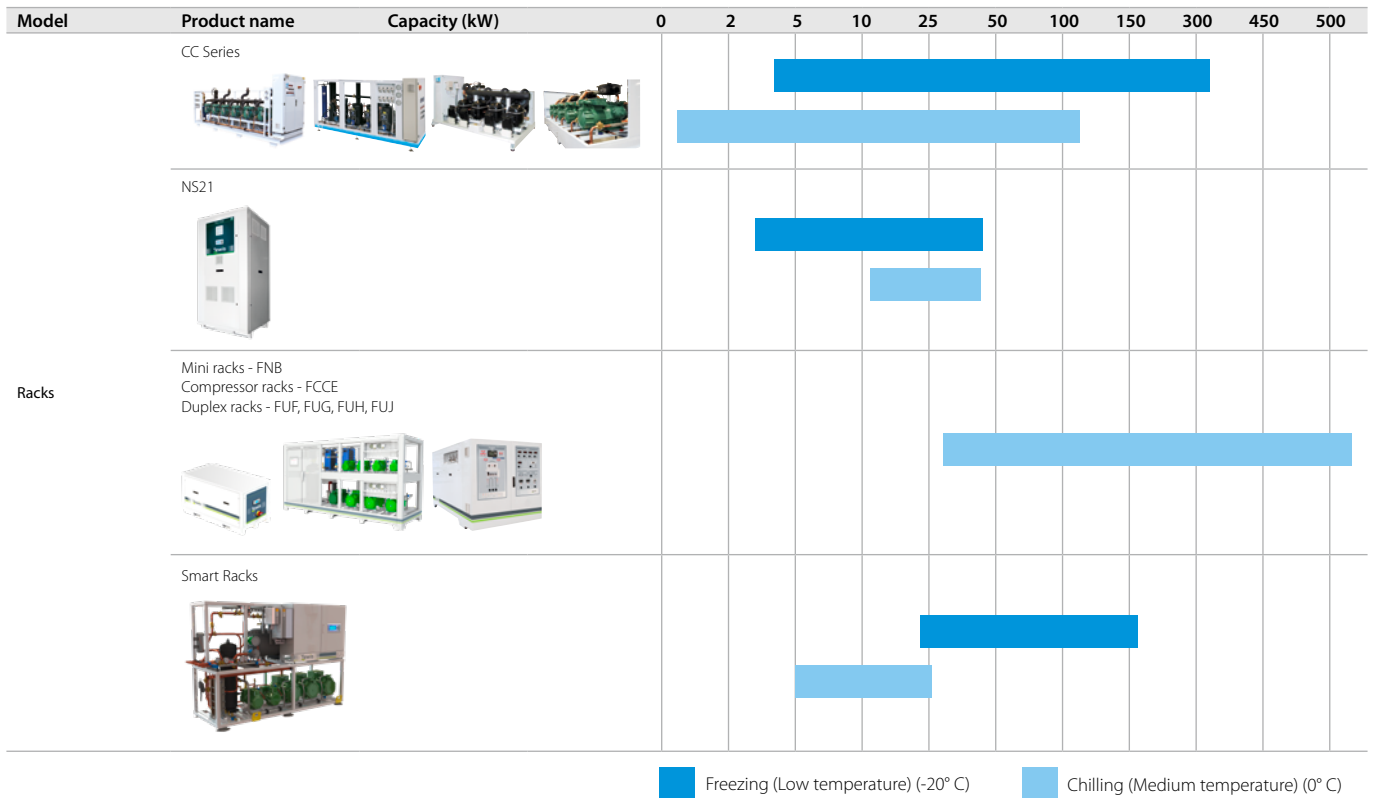 Model Product name Capacity (kW) 0 2 5 10 25 50 100 150 300 450 500
CC Series
NS21
Mini racks - FNB
Compressor racks - FCCE
Duplex racks - FUF, FUG, FUH, FUJ
Racks
Smart Racks
Freezing (Low temperature) (-20° C) Chilling (Medium temperature) (0° C)